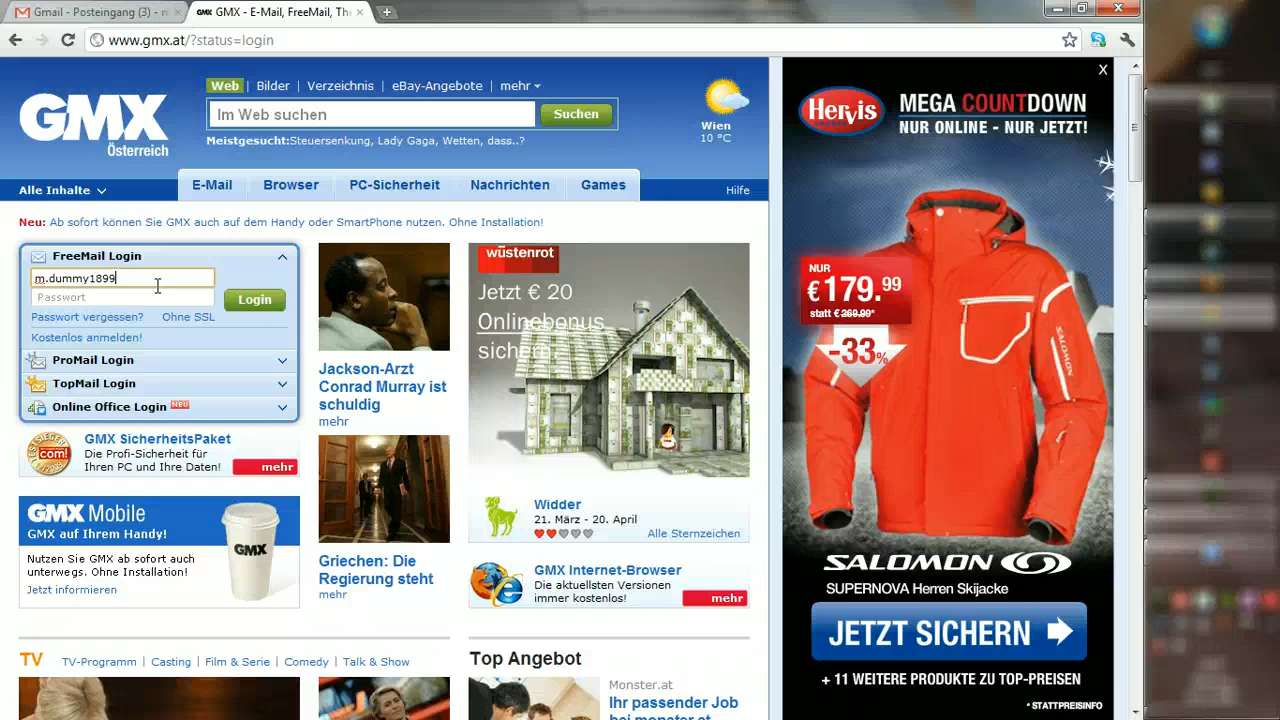 Gmail - Posteingang (3) - m
GMX - E-Mail, FreeMail, The
www.gmx.at/?status=login
GMX
Österreich
Web | Bilder | Verzeichnis | eBay-Angebote | mehr
Im Web suchen
Suchen
Meistgesucht:Steuersenkung, Lady Gaga, Wetten, dass..?
Wien
10 °C
Alle Inhalte
E-Mail
Browser
PC-Sicherheit
Nachrichten
Games
Hilfe
Neu: Ab sofort können Sie GMX auch auf dem Handy oder SmartPhone nutzen. Ohne Installation!
FreeMail Login
m.dummy1899
Passwort
Login
Passwort vergessen?
Ohne SSL
Kostenlos anmelden!
ProMail Login
TopMail Login
Online Office Login NEU
TESTSIEGER
com!
GMX SicherheitsPaket
Die Profi-Sicherheit für
Ihren PC und Ihre Daten!
mehr
GMX Mobile
GMX auf Ihrem Handy!
Nutzen Sie GMX ab sofort auch
unterwegs. Ohne Installation!
Jetzt informieren
GMX
Jackson-Arzt
Conrad Murray ist
schuldig
mehr
Griechen: Die
Regierung steht
mehr
wüstenrot
Jetzt € 20
Onlinebonus
sichern
Widder
21. März - 20. April
Alle Sternzeichen
GMX Internet-Browser
Die aktuellsten Versionen
immer kostenlos!
mehr
TV
TV-Programm | Casting | Film & Serie | Comedy | Talk & Show
Top Angebot
Monster.at
Ihr passender Job
bei monster.at
X
Hervis
MEGA COUNTDOWN
NUR ONLINE - NUR JETZT!
NUR
€179.99
statt € 269.99*
-33%
SALOMON
SALOMON
SUPERNOVA Herren Skijacke
JETZT SICHERN
+ 11 WEITERE PRODUKTE ZU TOP-PREISEN
* STATTPREISINFO